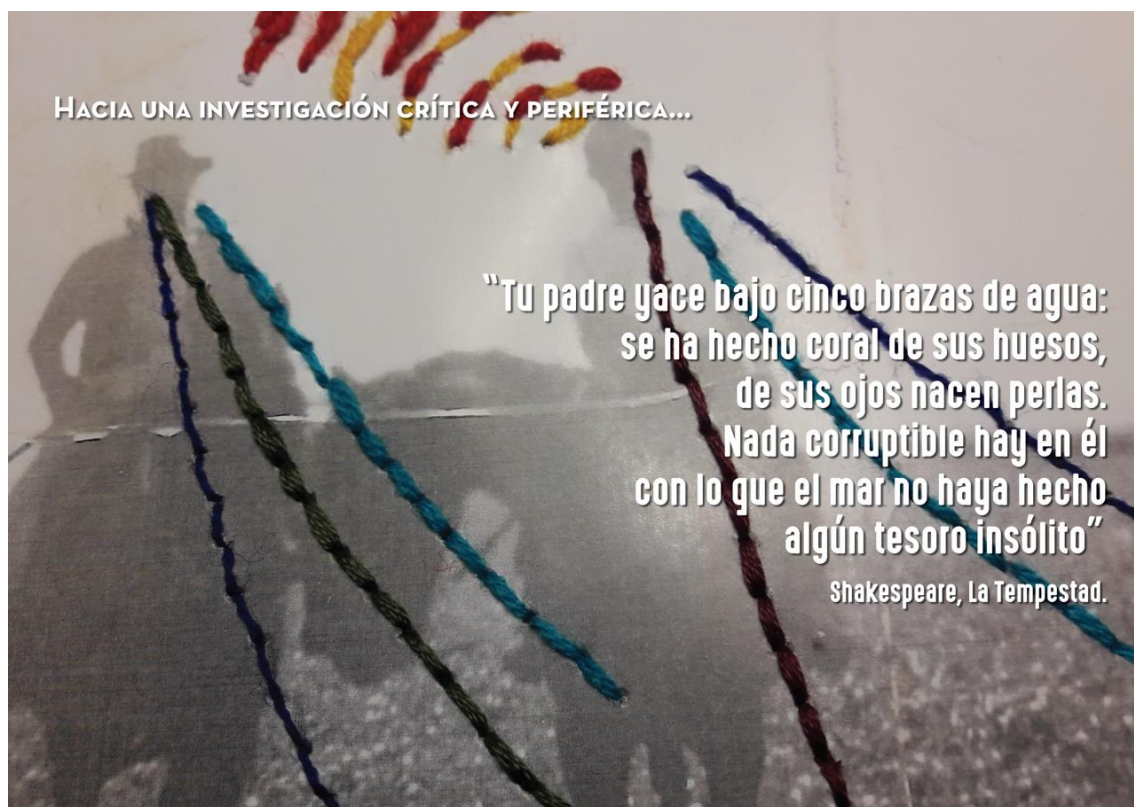 HACIA UNA INVESTIGACIÓN CRÍTICA Y PERIFÉRICA...
“Tu padre yace bajo cinco brazas de agua:
se ha hecho coral de sus huesos,
de sus ojos nacen perlas.
Nada corruptible hay en él
con lo que el mar no haya hecho
algún tesoro insólito”
Shakespeare, La Tempestad.